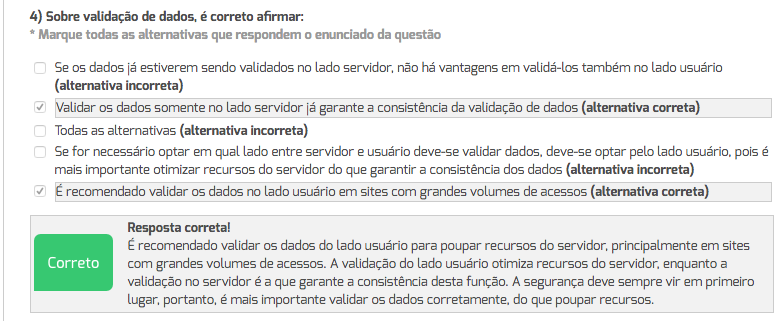 4) Sobre validação de dados, é correto afirmar:
* Marque todas as alternativas que respondem o enunciado da questão
Se os dados já estiverem sendo validados no lado servidor, não há vantagens em validá-los também no lado usuário
(alternativa incorreta)
Validar os dados somente no lado servidor já garante a consistência da validação de dados (alternativa correta)
Todas as alternativas (alternativa incorreta)
Se for necessário optar em qual lado entre servidor e usuário deve-se validar dados, deve-se optar pelo lado usuário, pois é
mais importante otimizar recursos do servidor do que garantir a consistência dos dados (alternativa incorreta)
É recomendado validar os dados no lado usuário em sites com grandes volumes de acessos (alternativa correta)
Correto
Resposta correta!
É recomendado validar os dados do lado usuário para poupar recursos do servidor, principalmente em sites
com grandes volumes de acessos. A validação do lado usuário otimiza recursos do servidor, enquanto a
validação no servidor é a que garante a consistência desta função. A segurança deve sempre vir em primeiro
lugar, portanto, é mais importante validar os dados corretamente, do que poupar recursos.